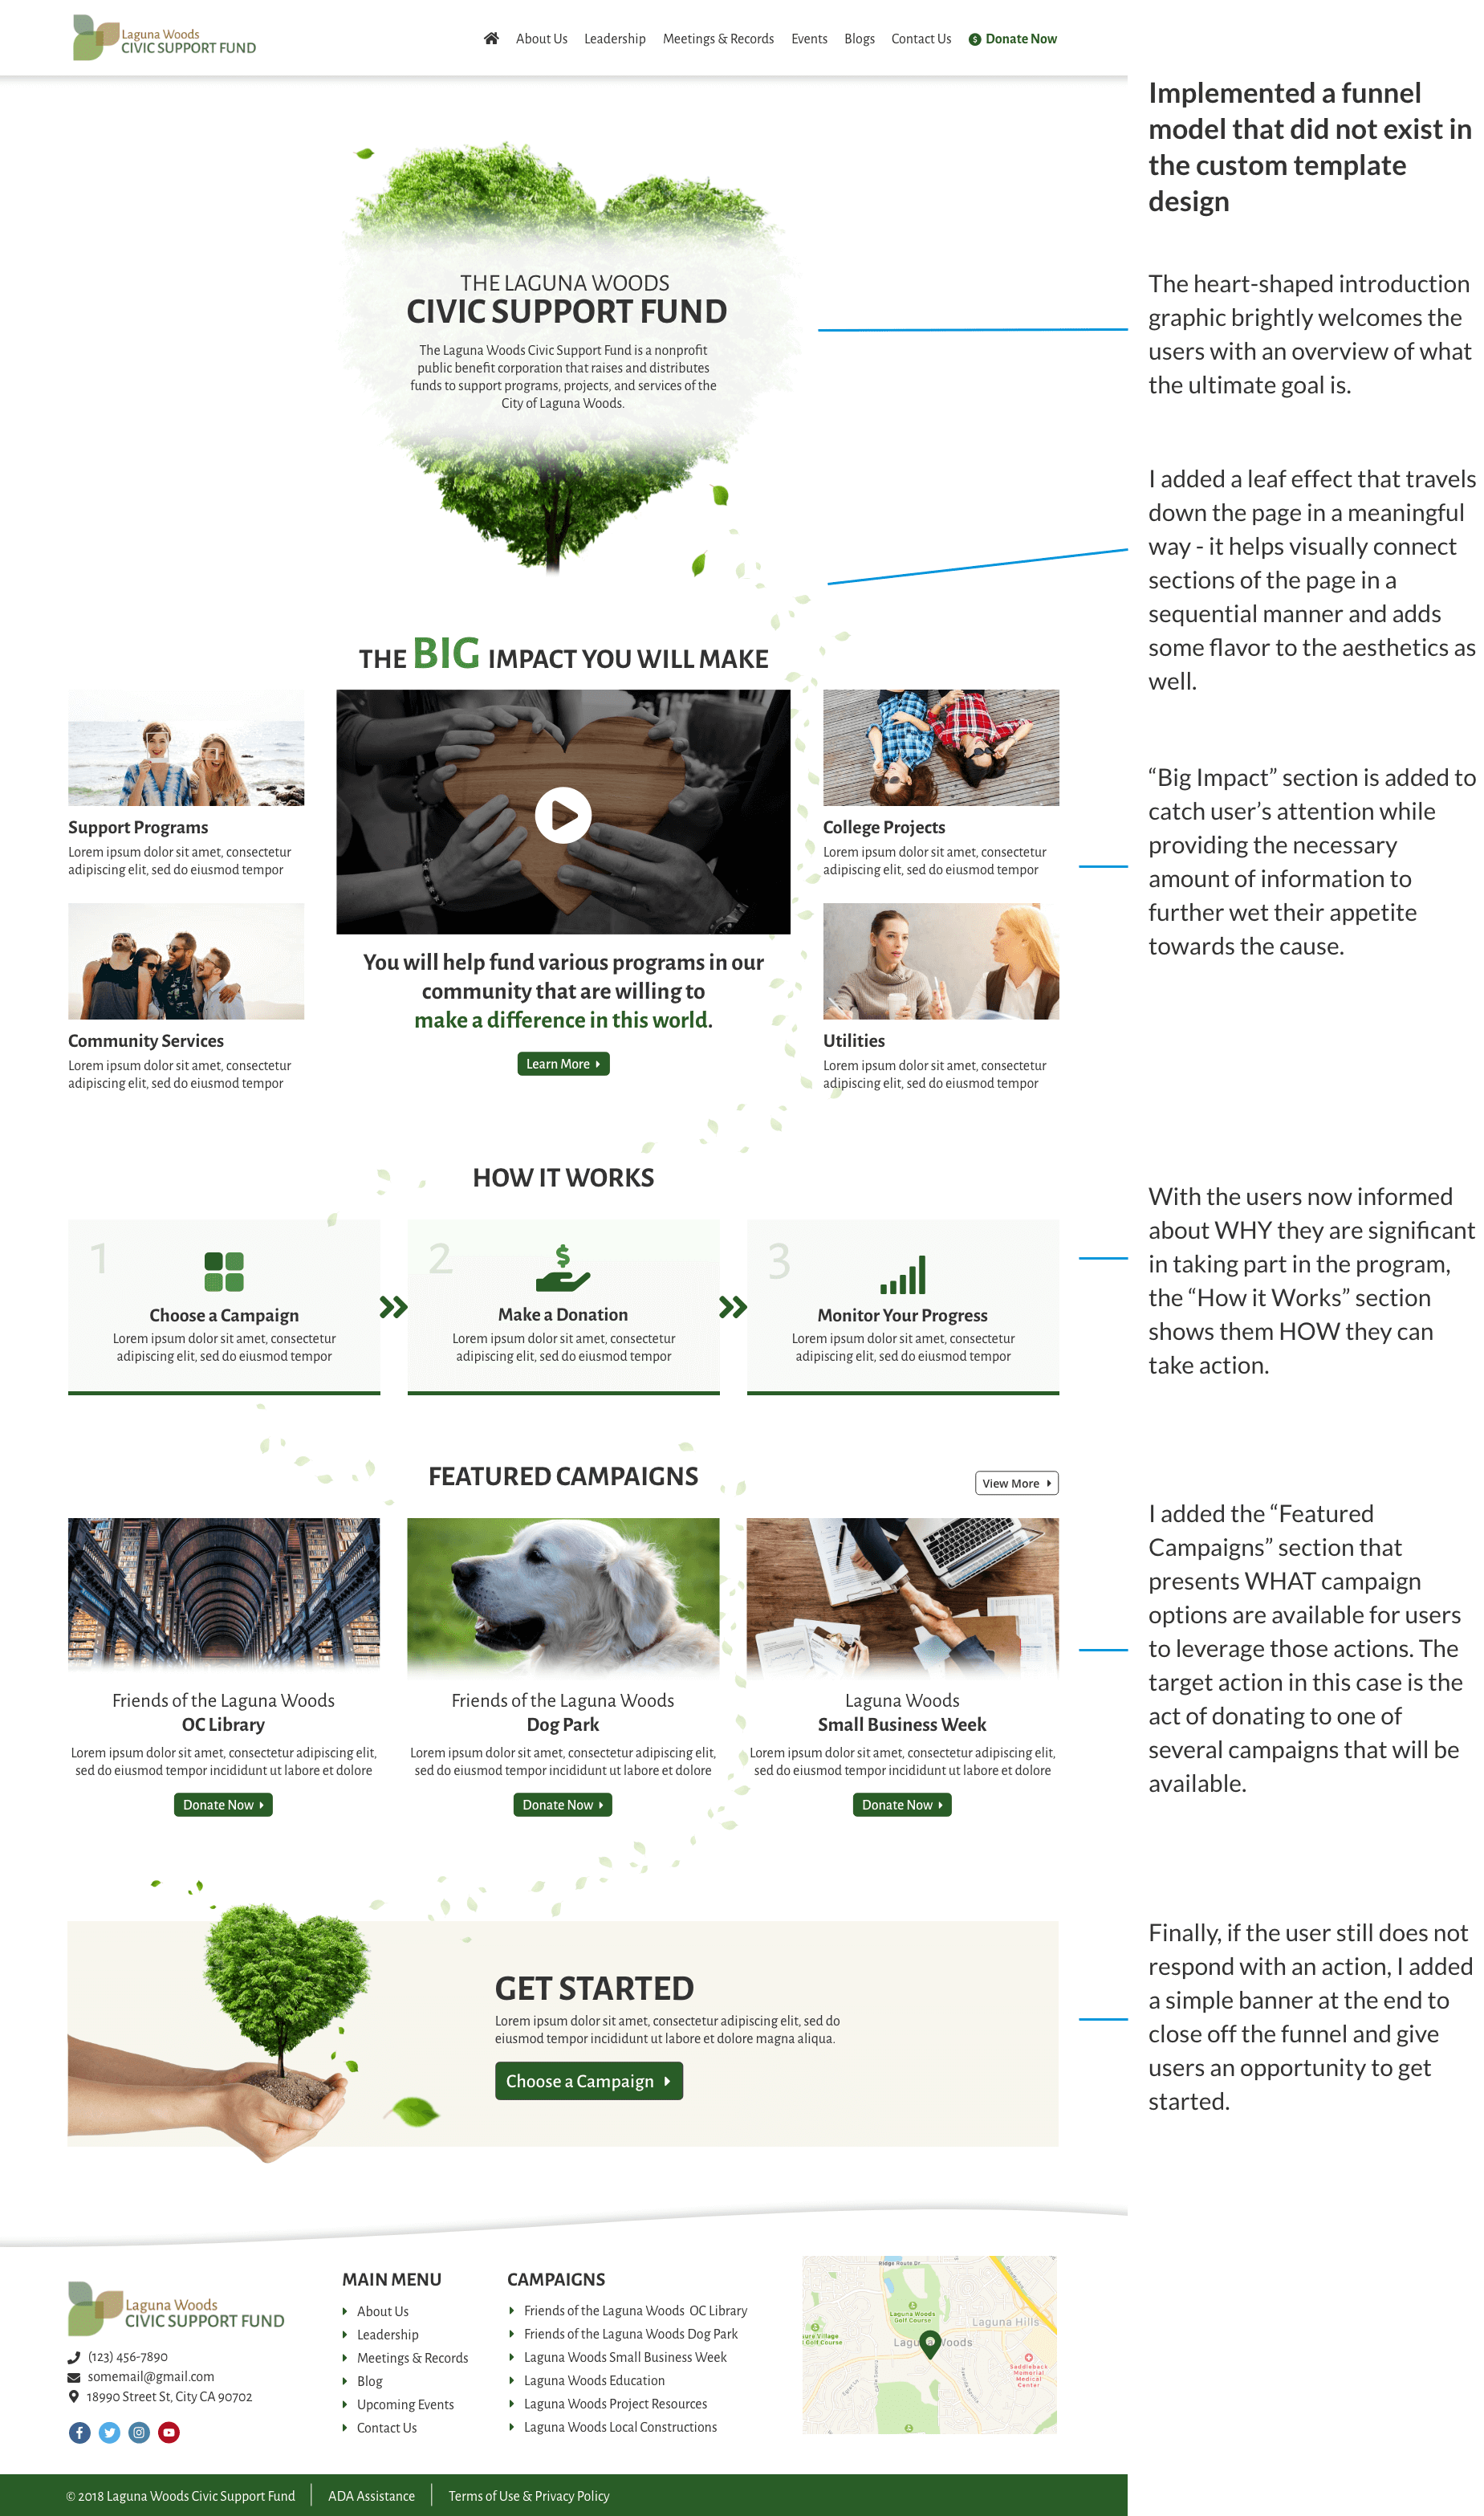 Laguna Woods
CIVIC SUPPORT FUND
About Us Leadership Meetings & Records Events Blogs Contact Us Donate Now
Implemented a funnel
model that did not exist in
the custom template
design
THE LAGUNA WOODS
CIVIC SUPPORT FUND
The Laguna Woods Civic Support Fund is a nonprofit
public benefit corporation that raises and distributes
funds to support programs, projects, and services of the
City of Laguna Woods.
The heart-shaped introduction
graphic brightly welcomes the
users with an overview of what
the ultimate goal is.
I added a leaf effect that travels
down the page in a meaningful
way - it helps visually connect
sections of the page in a
sequential manner and adds
some flavor to the aesthetics as
well.
THE BIG IMPACT YOU WILL MAKE
Support Programs
Lorem ipsum dolor sit amet, consectetur
adipiscing elit, sed do eiusmod tempor
Community Services
Lorem ipsum dolor sit amet, consectetur
adipiscing elit, sed do eiusmod tempor
You will help fund various programs in our
community that are willing to
make a difference in this world.
Learn More
College Projects
Lorem ipsum dolor sit amet, consectetur
adipiscing elit, sed do eiusmod tempor
Utilities
Lorem ipsum dolor sit amet, consectetur
adipiscing elit, sed do eiusmod tempor
“Big Impact” section is added to
catch user’s attention while
providing the necessary
amount of information to
further wet their appetite
towards the cause.
HOW IT WORKS
1
Choose a Campaign
Lorem ipsum dolor sit amet, consectetur
adipiscing elit, sed do eiusmod tempor
2
$
Make a Donation
Lorem ipsum dolor sit amet, consectetur
adipiscing elit, sed do eiusmod tempor
3
Monitor Your Progress
Lorem ipsum dolor sit amet, consectetur
adipiscing elit, sed do eiusmod tempor
With the users now informed
about WHY they are significant
in taking part in the program,
the “How it Works” section
shows them HOW they can
take action.
FEATURED CAMPAIGNS
View More
Friends of the Laguna Woods
OC Library
Lorem ipsum dolor sit amet, consectetur adipiscing elit,
sed do eiusmod tempor incididunt ut labore et dolore
Donate Now
Friends of the Laguna Woods
Dog Park
Lorem ipsum dolor sit amet, consectetur adipiscing elit,
sed do eiusmod tempor incididunt ut labore et dolore
Donate Now
Laguna Woods
Small Business Week
Lorem ipsum dolor sit amet, consectetur adipiscing elit,
sed do eiusmod tempor incididunt ut labore et dolore
Donate Now
I added the “Featured
Campaigns” section that
presents WHAT campaign
options are available for users
to leverage those actions. The
target action in this case is the
act of donating to one of
several campaigns that will be
available.
GET STARTED
Lorem ipsum dolor sit amet, consectetur adipiscing elit, sed do
eiusmod tempor incididunt ut labore et dolore magna aliqua.
Choose a Campaign
Finally, if the user still does not
respond with an action, I added
a simple banner at the end to
close off the funnel and give
users an opportunity to get
started.
Laguna Woods
CIVIC SUPPORT FUND
(123) 456-7890
somemail@gmail.com
18990 Street St, City CA 90702
MAIN MENU
About Us
Leadership
Meetings & Records
Blog
Upcoming Events
Contact Us
CAMPAIGNS
Friends of the Laguna Woods OC Library
Friends of the Laguna Woods Dog Park
Laguna Woods Small Business Week
Laguna Woods Education
Laguna Woods Project Resources
Laguna Woods Local Constructions
Ridge Route Dr
Laguna Woods
Golf Course
Laguna Hills
Saddleback
Memorial
Medical
Center
© 2018 Laguna Woods Civic Support Fund
ADA Assistance
Terms of Use & Privacy Policy